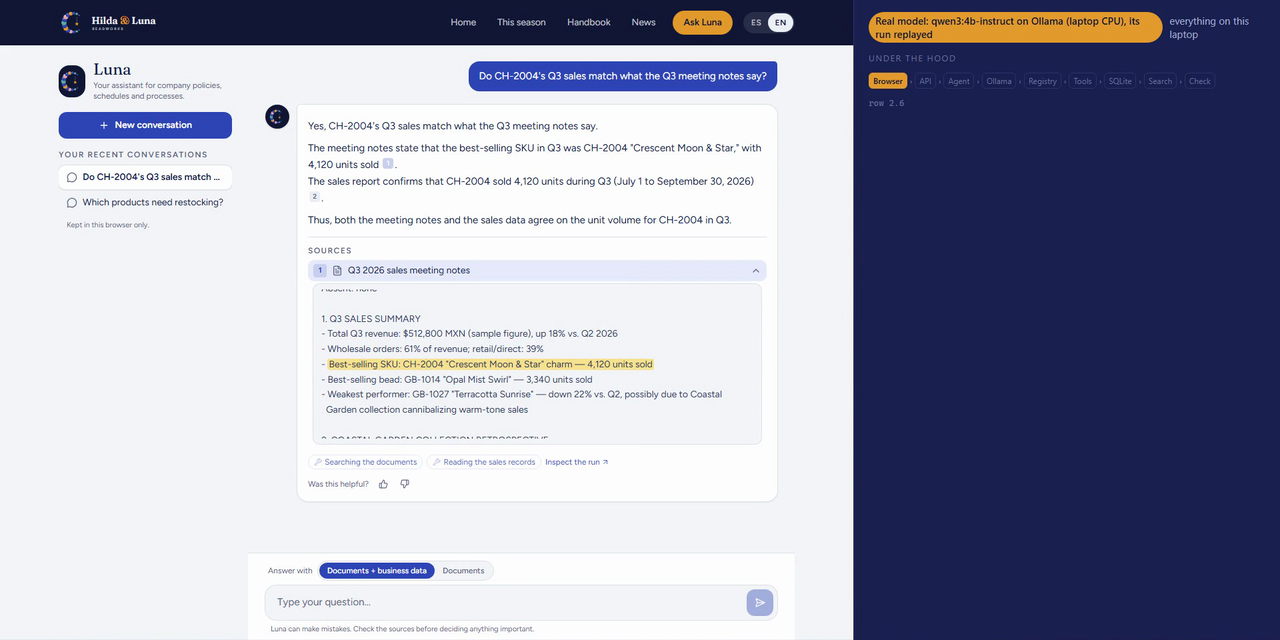 Hilda & Luna
BEADWORKS
Home
This season
Handbook
News
Ask Luna
ES
EN
Real model: qwen3:4b-instruct on Ollama (laptop CPU), its
run replayed
everything on this
laptop
UNDER THE HOOD
Browser › API › Agent › Ollama › Registry › Tools › SQLite › Search › Check
row 2.6
Luna
Your assistant for company policies,
schedules and processes.
+ New conversation
YOUR RECENT CONVERSATIONS
Do CH-2004's Q3 sales match ...
Which products need restocking?
Kept in this browser only.
Do CH-2004's Q3 sales match what the Q3 meeting notes say?
Yes, CH-2004's Q3 sales match what the Q3 meeting notes say.
The meeting notes state that the best-selling SKU in Q3 was CH-2004 "Crescent Moon & Star," with
4,120 units sold 1 .
The sales report confirms that CH-2004 sold 4,120 units during Q3 (July 1 to September 30, 2026)
2 .
Thus, both the meeting notes and the sales data agree on the unit volume for CH-2004 in Q3.
SOURCES
1 Q3 2026 sales meeting notes
Absent: none
1. Q3 SALES SUMMARY
- Total Q3 revenue: $512,800 MXN (sample figure), up 18% vs. Q2 2026
- Wholesale orders: 61% of revenue; retail/direct: 39%
- Best-selling SKU: CH-2004 "Crescent Moon & Star" charm — 4,120 units sold
- Best-selling bead: GB-1014 "Opal Mist Swirl" — 3,340 units sold
- Weakest performer: GB-1027 "Terracotta Sunrise" — down 22% vs. Q2, possibly due to Coastal
Garden collection cannibalizing warm-tone sales
2. COASTAL GARDEN COLLECTION RETROSPECTIVE
Searching the documents
Reading the sales records
Inspect the run ↗
Was this helpful?
Answer with
Documents + business data
Documents
Type your question...
Luna can make mistakes. Check the sources before deciding anything important.